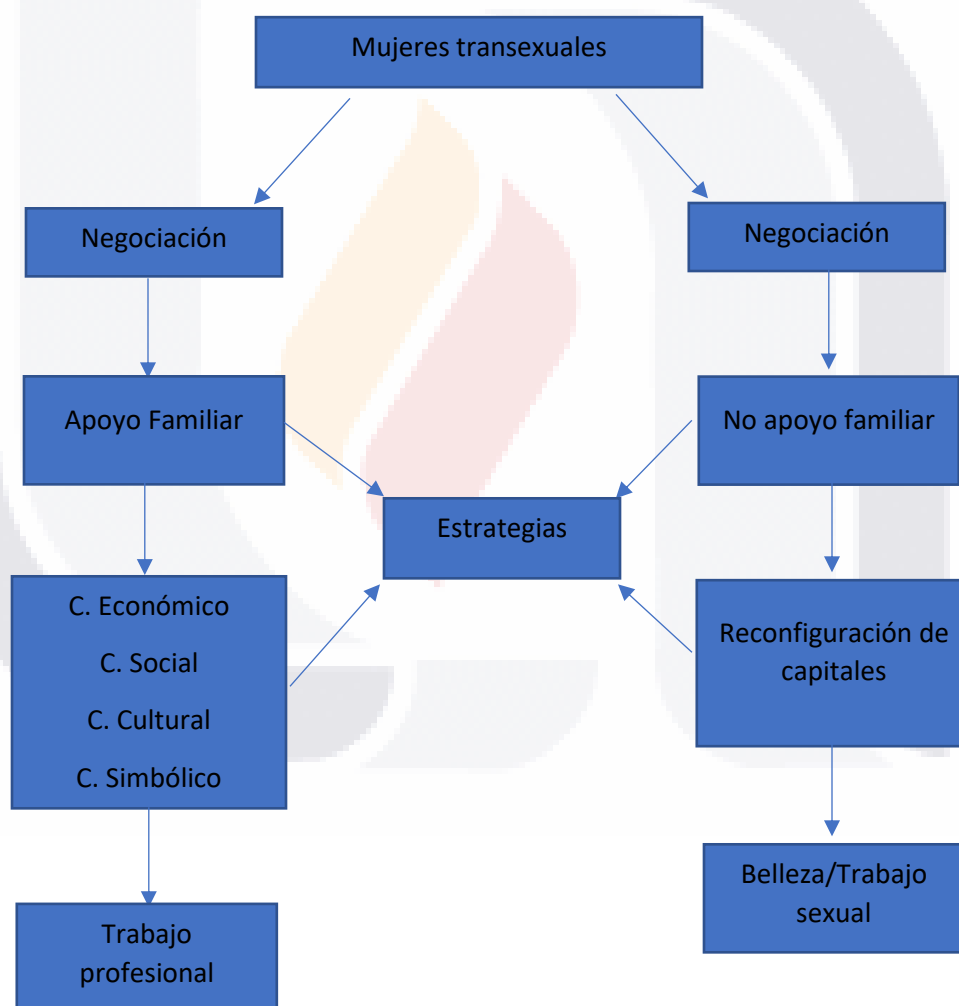 Mujeres transexuales
Negociación
Negociación
Apoyo Familiar
No apoyo familiar
Estrategias
C. Económico
C. Social
C. Cultural
C. Simbólico
Reconfiguración de
capitales
Belleza/Trabajo
sexual
Trabajo
profesional